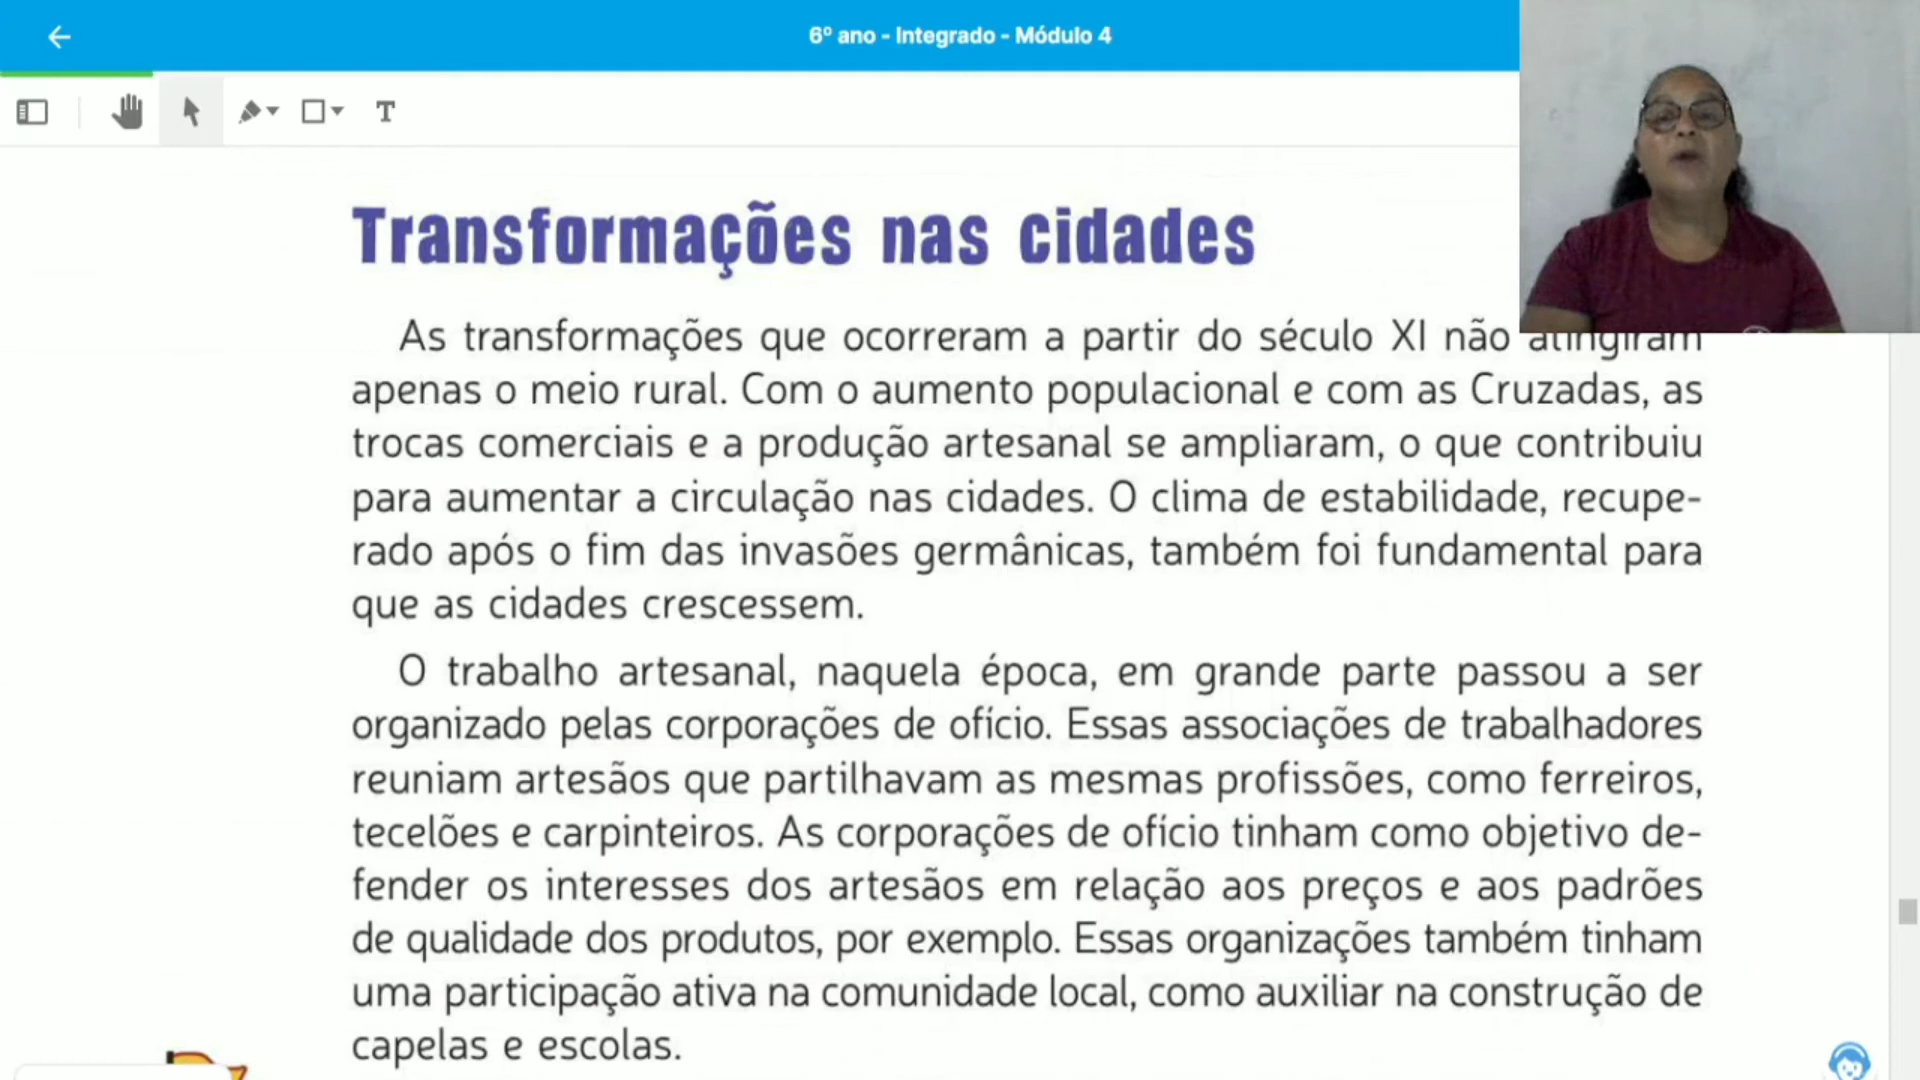 6º ano - Integrado - Módulo 4
T
Transformações nas cidades
As transformações que ocorreram a partir do século XI não atingiram
apenas o meio rural. Com o aumento populacional e com as Cruzadas, as
trocas comerciais e a produção artesanal se ampliaram, o que contribuiu
para aumentar a circulação nas cidades. O clima de estabilidade, recupe-
rado após o fim das invasões germânicas, também foi fundamental para
que as cidades crescessem.
O trabalho artesanal, naquela época, em grande parte passou a ser
organizado pelas corporações de ofício. Essas associações de trabalhadores
reuniam artesãos que partilhavam as mesmas profissões, como ferreiros,
tecelões e carpinteiros. As corporações de ofício tinham como objetivo de-
fender os interesses dos artesãos em relação aos preços e aos padrões
de qualidade dos produtos, por exemplo. Essas organizações também tinham
uma participação ativa na comunidade local, como auxiliar na construção de
capelas e escolas.